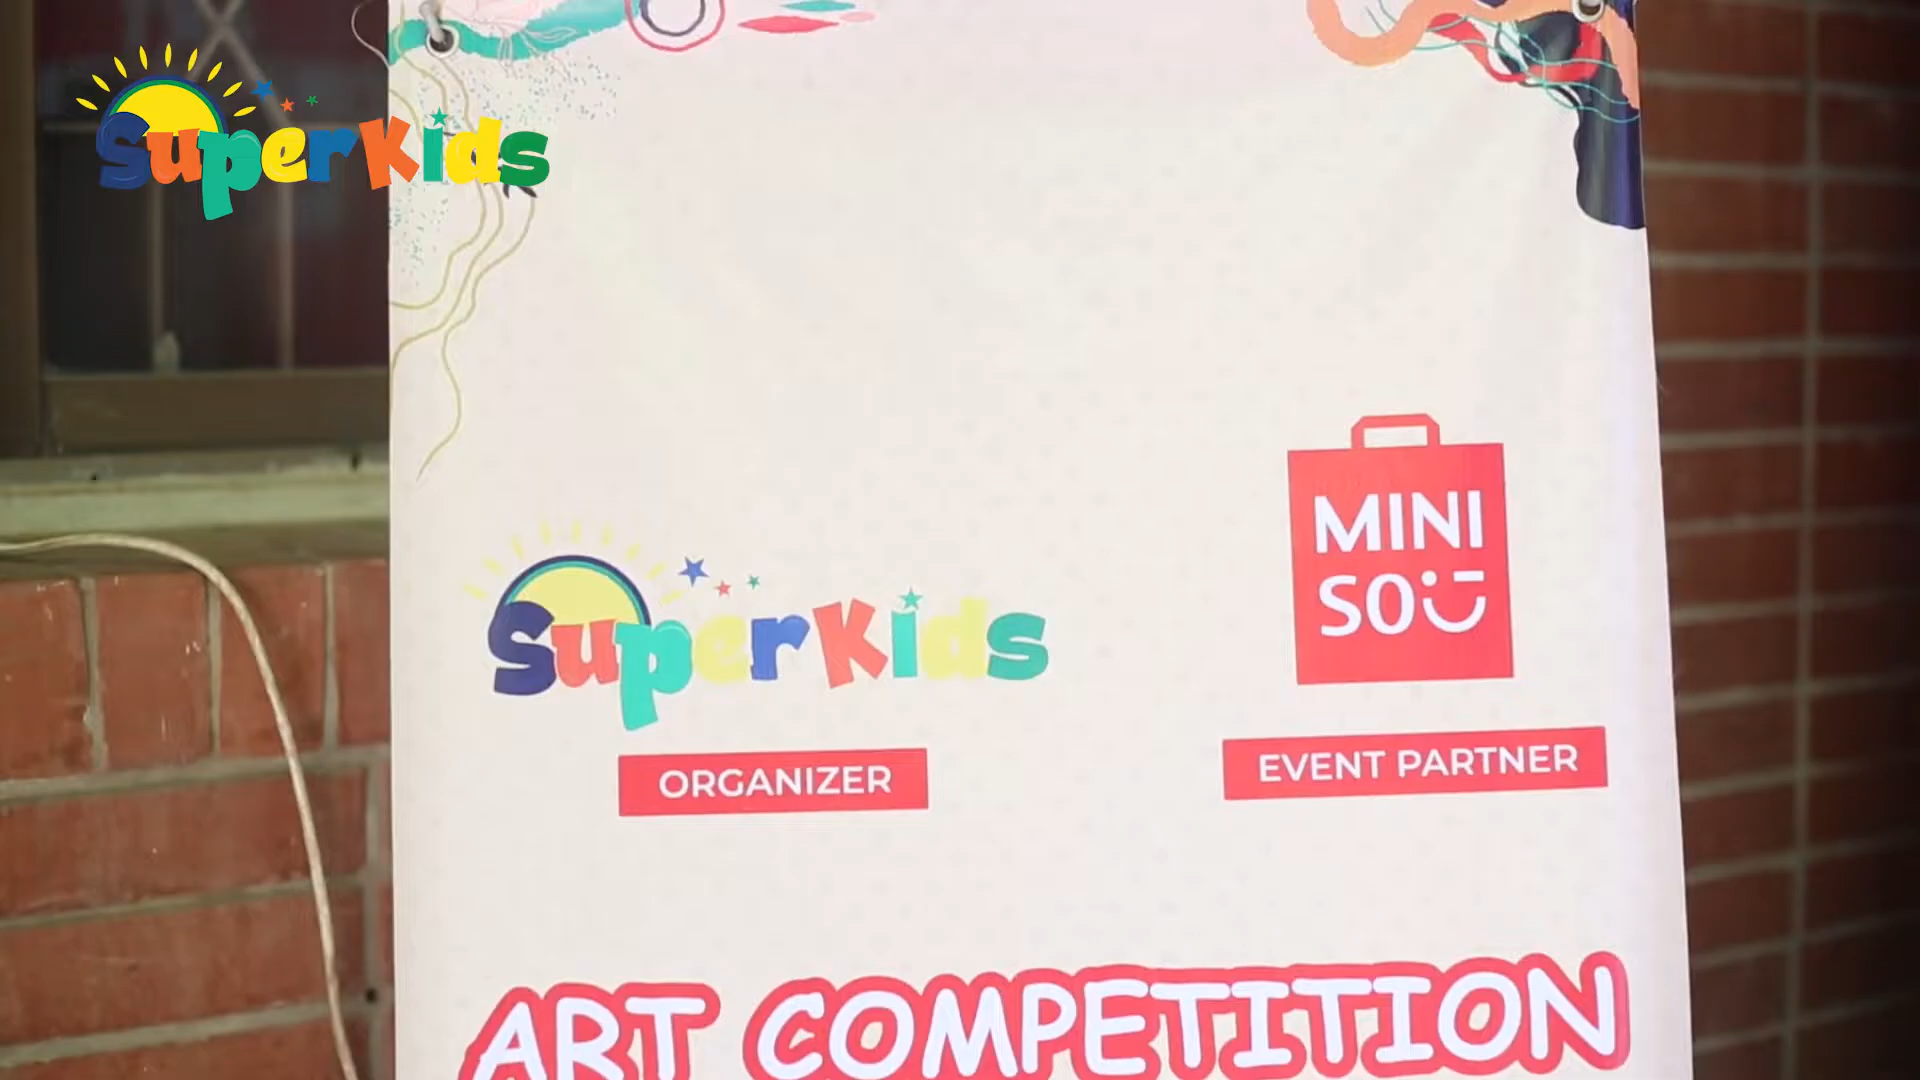 SuperKids
SuperKids
MINI
SO
ORGANIZER
EVENT PARTNER
ART COMPETITION